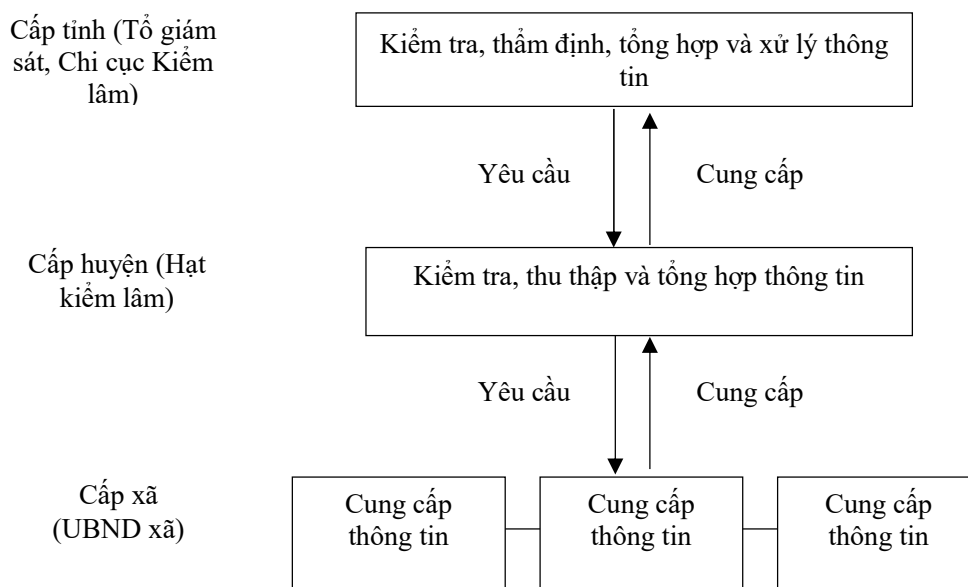 Cấp tỉnh (Tổ giám
sát, Chi cục Kiểm
lâm)
Kiểm tra, thẩm định, tổng hợp và xử lý thông
tin
Yêu cầu
Cung cấp
Cấp huyện (Hạt
kiểm lâm)
Kiểm tra, thu thập và tổng hợp thông tin
Yêu cầu
Cung cấp
Cấp xã
(UBND xã)
Cung cấp
thông tin
Cung cấp
thông tin
Cung cấp
thông tin